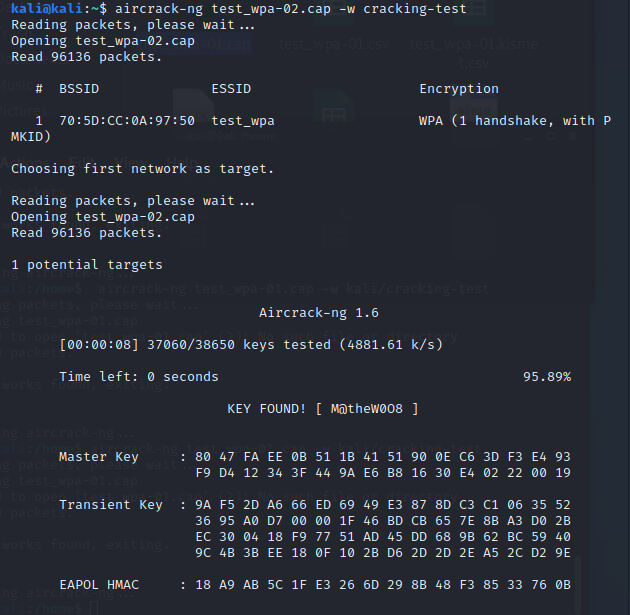 kali@kali:~$ aircrack-ng test_wpa-02.cap -w cracking-test
Reading packets, please wait...
Opening test_wpa-02.cap
Read 96136 packets.
# BSSID ESSID Encryption
1 70:5D:CC:0A:97:50 test_wpa WPA (1 handshake, with P
MKID)
Choosing first network as target.
Reading packets, please wait...
Opening test_wpa-02.cap
Read 96136 packets.
1 potential targets
Aircrack-ng 1.6
[00:00:08] 37060/38650 keys tested (4881.61 k/s)
Time left: 0 seconds 95.89%
KEY FOUND! [ M@theW0O8 ]
Master Key : 80 47 FA EE 0B 51 1B 41 51 90 0E C6 3D F3 E4 93
F9 D4 12 34 3F 44 9A E6 B8 16 30 E4 02 22 00 19
Transient Key : 9A F5 2D A6 66 ED 69 49 E3 87 8D C3 C1 06 35 52
36 95 A0 D7 00 00 1F 46 BD CB 65 7E 8B A3 D0 2B
EC 30 04 18 F9 77 51 AD 45 DD 68 9B 62 BC 59 40
9C 4B 3B EE 18 0F 10 2B D6 2D 2D 2E A5 2C D2 9E
EAPOL HMAC : 18 A9 AB 5C 1F E3 26 6D 29 8B 48 F3 85 33 76 0B